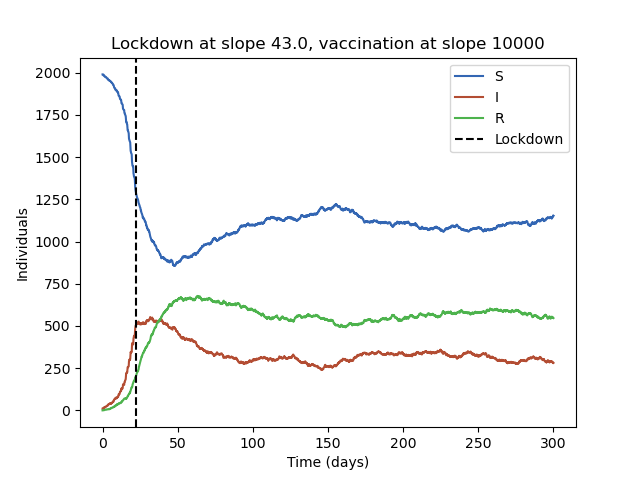 Lockdown at slope 43.0, vaccination at slope 10000
S
I
R
Lockdown
2000
1750
1500
1250
1000
750
500
250
0
Individuals
0 50 100 150 200 250 300
Time (days)